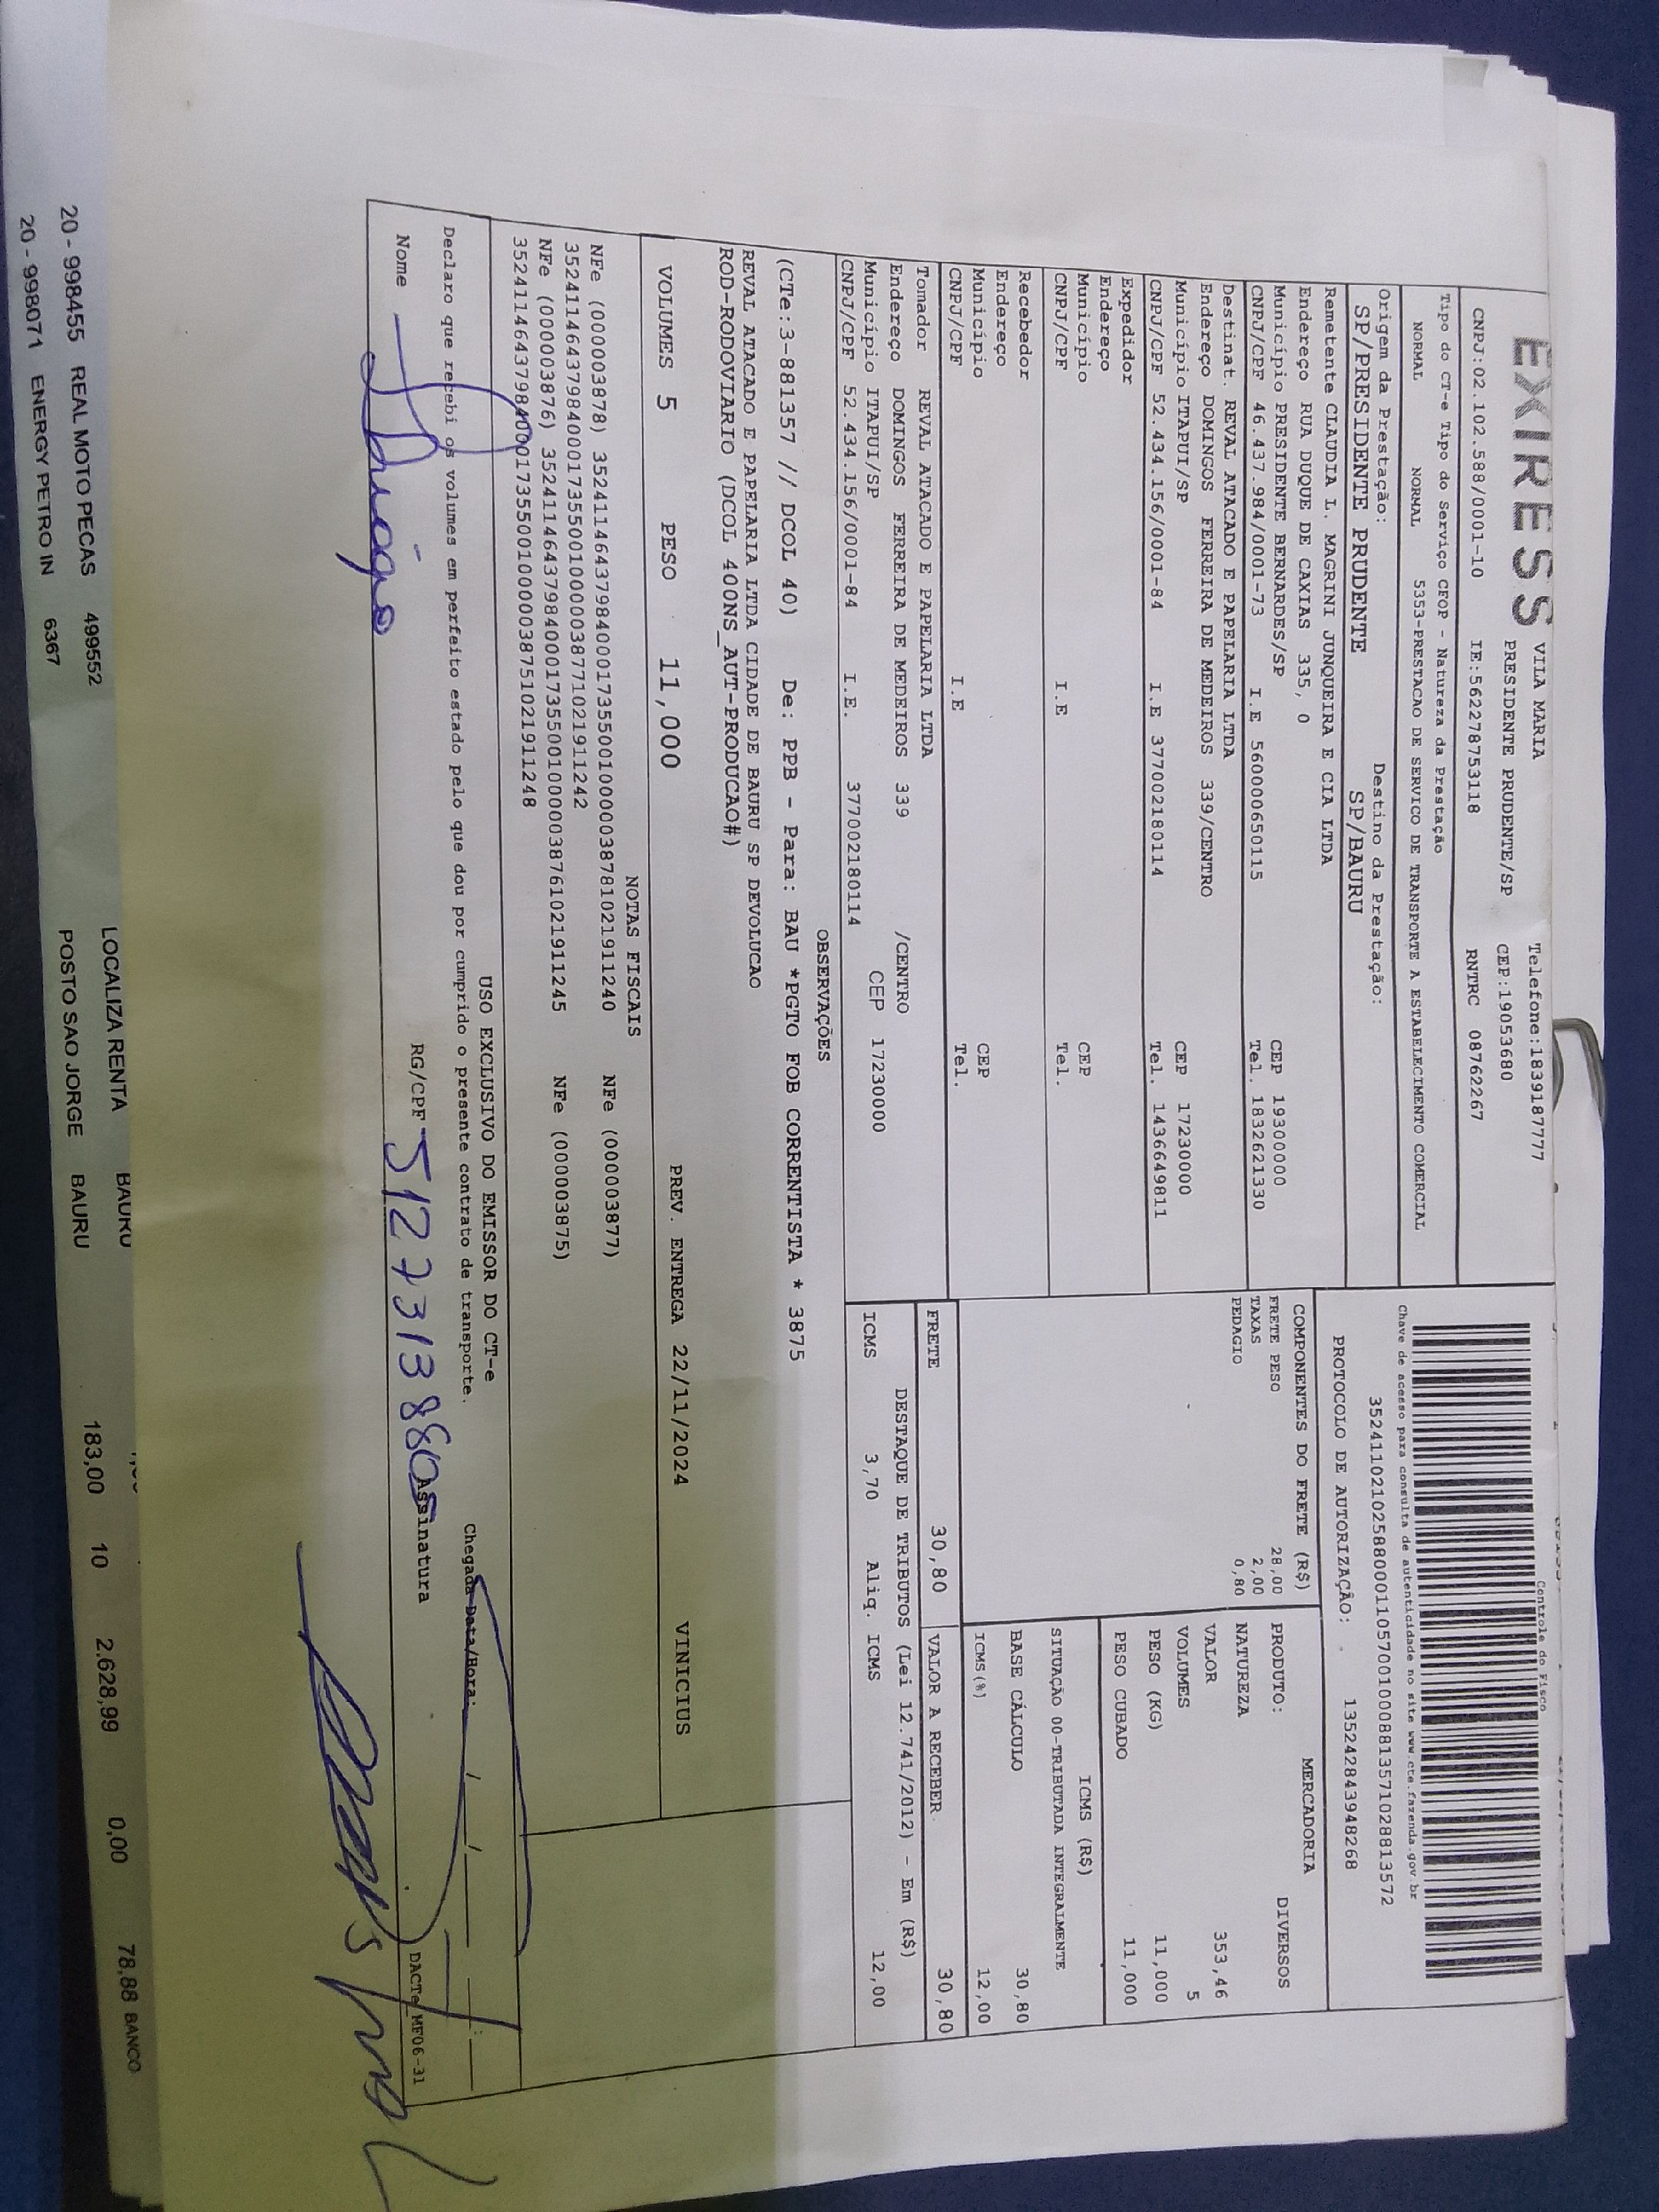 EXPRESS VILA MARIA Telefone:1839187777
PRESIDENTE PRUDENTE/SP CEP:19053680
CNPJ:02.102.588/0001-10 IE:562278753118 RNTRC 08762267
Tipo do CT-e Tipo do Serviço CFOP - Natureza da Prestação
NORMAL NORMAL 5353-PRESTACAO DE SERVICO DE TRANSPORTE A ESTABELECIMENTO COMERCIAL
Origem da Prestação: Destino da Prestação:
SP/PRESIDENTE PRUDENTE SP/BAURU
Controle do Fisco
Chave de acesso para consulta de autenticidade no site www.cte.fazenda.gov.br
35241102102588000110570010008813571028813572
PROTOCOLO DE AUTORIZAÇÃO: 135242843948268
Remetente CLAUDIA L. MAGRINI JUNQUEIRA E CIA LTDA
Endereço RUA DUQUE DE CAXIAS 335, 0
Município PRESIDENTE BERNARDES/SP CEP 19300000
CNPJ/CPF 46.437.984/0001-73 I.E 560000650115 Tel. 1832621330
Destinat. REVAL ATACADO E PAPELARIA LTDA
Endereço DOMINGOS FERREIRA DE MEDEIROS 339/CENTRO
Município ITAPUI/SP CEP 17230000
CNPJ/CPF 52.434.156/0001-84 I.E 377002180114 Tel. 1436649811
Expedidor
Endereço
Município CEP
CNPJ/CPF I.E Tel.
Recebedor
Endereço
Município CEP
CNPJ/CPF I.E Tel.
Tomador REVAL ATACADO E PAPELARIA LTDA
Endereço DOMINGOS FERREIRA DE MEDEIROS 339 /CENTRO
Município ITAPUI/SP CEP 17230000
CNPJ/CPF 52.434.156/0001-84 I.E. 377002180114
COMPONENTES DO FRETE (R$)
FRETE PESO 28,00
TAXAS 2,00
PEDAGIO 0,80
MERCADORIA
PRODUTO: DIVERSOS
NATUREZA
VALOR 353,46
VOLUMES 5
PESO (KG) 11,000
PESO CUBADO 11,000
ICMS (R$)
SITUAÇÃO 00-TRIBUTADA INTEGRALMENTE
BASE CÁLCULO 30,80
ICMS(%) 12,00
FRETE 30,80 VALOR A RECEBER 30,80
DESTAQUE DE TRIBUTOS (Lei 12.741/2012) - Em (R$)
ICMS 3,70 Aliq. ICMS 12,00
OBSERVAÇÕES
(CTe:3-881357 // DCOL 40) De: PPB - Para: BAU *PGTO FOB CORRENTISTA * 3875
REVAL ATACADO E PAPELARIA LTDA CIDADE DE BAURU SP DEVOLUCAO
ROD-RODOVIARIO (DCOL 400NS_AUT-PRODUCAO#)
VOLUMES 5 PESO 11,000 PREV. ENTREGA 22/11/2024 VINICIUS
NOTAS FISCAIS
NFe (000003878) 35241146437984000173550010000038781021911240 NFe (000003877)
35241146437984000173550010000038771021911242
NFe (000003876) 35241146437984000173550010000038761021911245 NFe (000003875)
35241146437984000173550010000038751021911248
USO EXCLUSIVO DO EMISSOR DO CT-e
Declaro que recebi os volumes em perfeito estado pelo que dou por cumprido o presente contrato de transporte. Chegada Data/Hora: / /
Nome RG/CPF Assinatura DACTe/MF06-31
LOCALIZA RENTA BAURU
20 - 998455 REAL MOTO PECAS 499552 POSTO SAO JORGE BAURU 183,00 10 2.628,99 0,00 78,88 BANCO
20 - 998071 ENERGY PETRO IN 6367